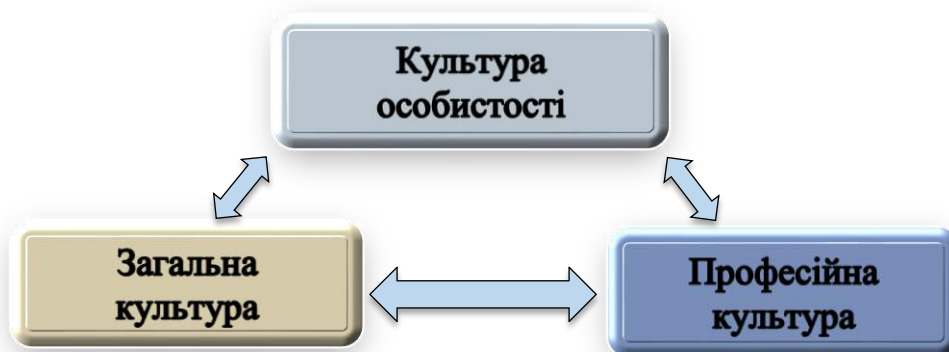 Культура
особистості
Загальна
культура
Професійна
культура